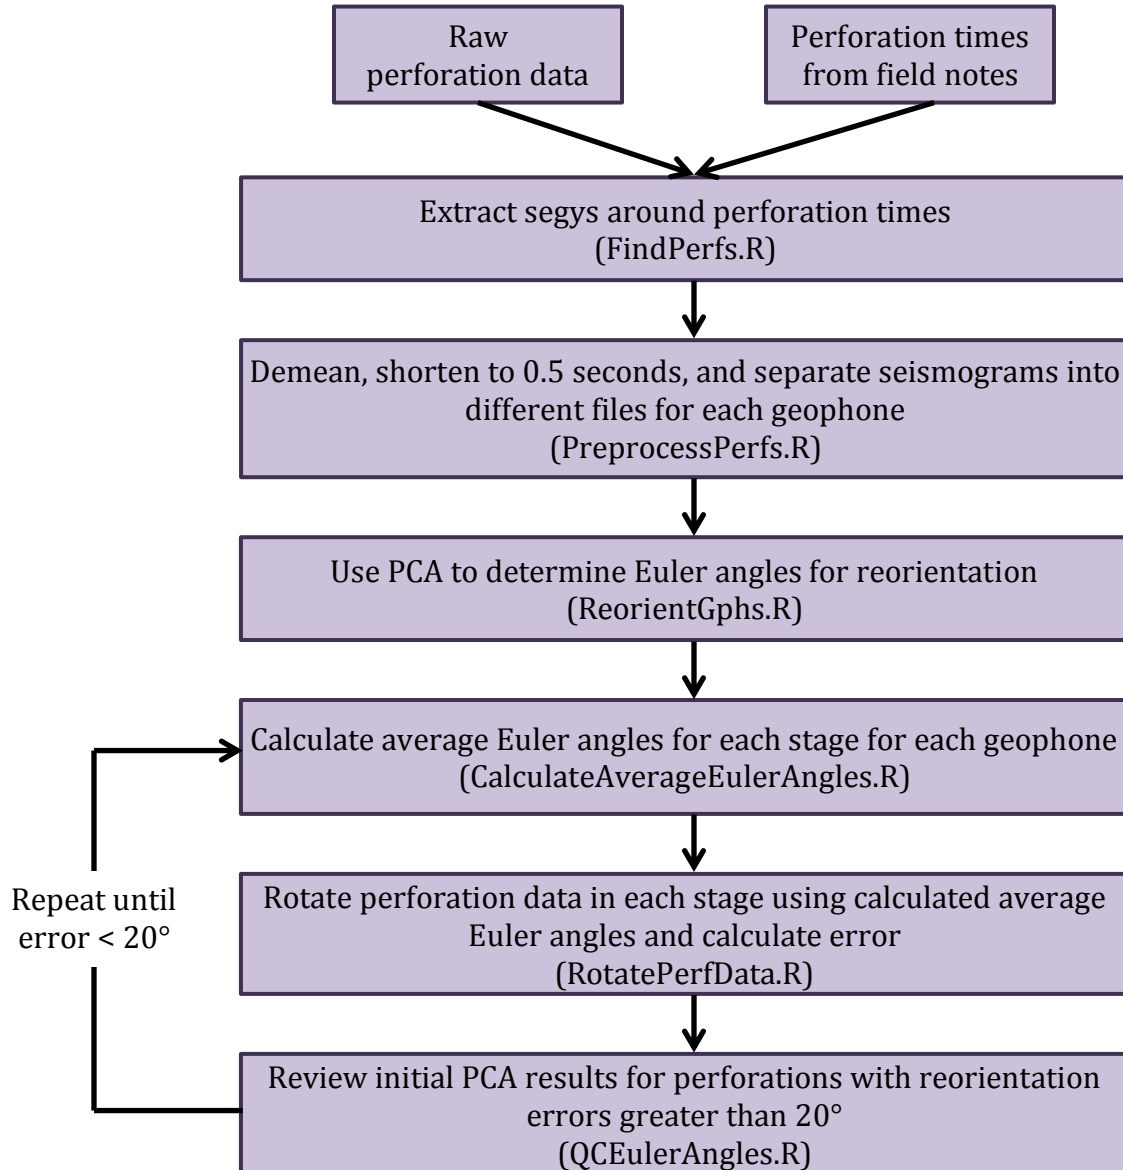 Raw
perforation data
Perforation times
from field notes
Extract segys around perforation times
(FindPerfs.R)
Demean, shorten to 0.5 seconds, and separate seismograms into
different files for each geophone
(PreprocessPerfs.R)
Use PCA to determine Euler angles for reorientation
(ReorientGphs.R)
Calculate average Euler angles for each stage for each geophone
(CalculateAverageEulerAngles.R)
Repeat until
error < 20°
Rotate perforation data in each stage using calculated average
Euler angles and calculate error
(RotatePerfData.R)
Review initial PCA results for perforations with reorientation
errors greater than 20°
(QCEulerAngles.R)